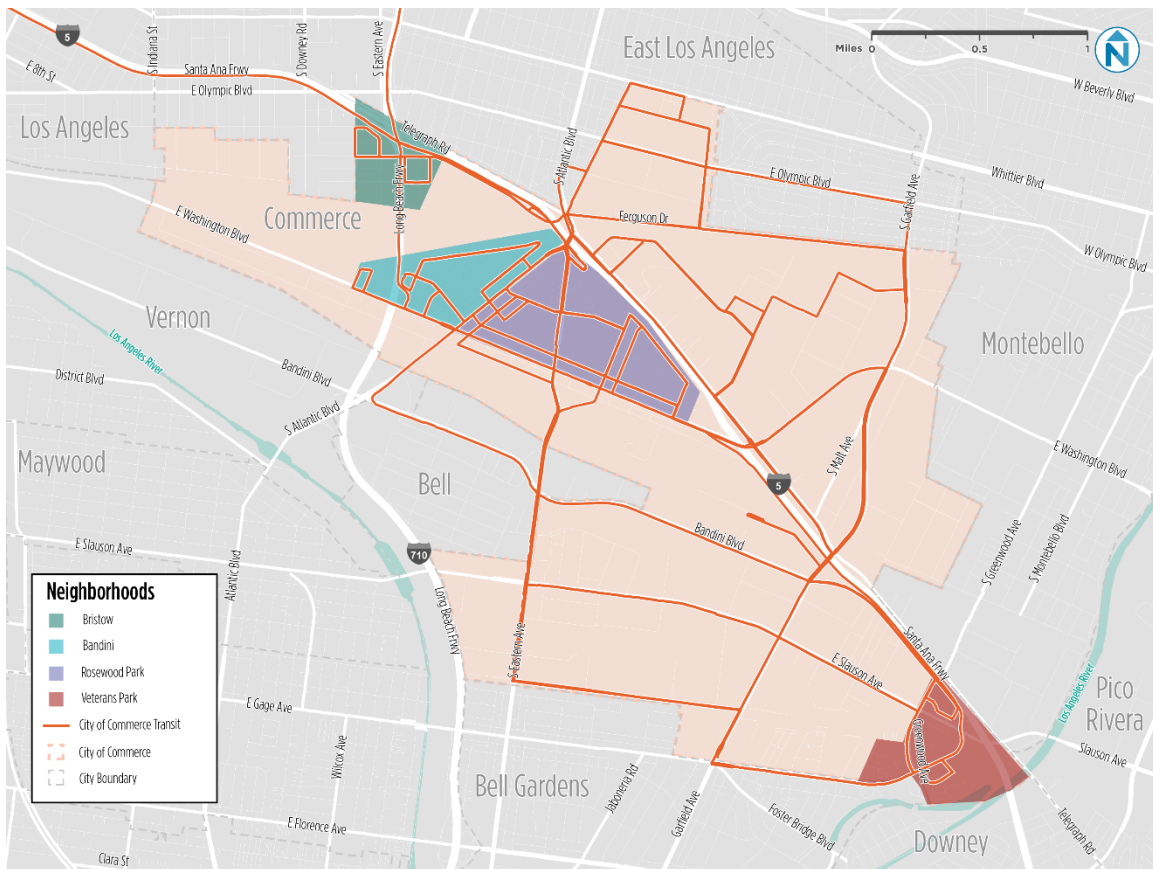 5
E 8th St
S Indiana St
S Downey Rd
S Eastern Ave
Santa Ana Frwy
E Olympic Blvd
Los Angeles
Telegraph Rd
Long Beach Frwy
Commerce
E Washington Blvd
S Atlantic Blvd
East Los Angeles
Miles 0 0.5 1
N
W Beverly Blvd
Whittier Blvd
E Olympic Blvd
S Garfield Ave
Ferguson Dr
W Olympic Blvd
Vernon
Los Angeles River
District Blvd
Bandini Blvd
S Atlantic Blvd
Montebello
Maywood
Bell
S Malt Ave
E Washington Blvd
5
Bandini Blvd
S Greenwood Ave
S Montebello Blvd
E Slauson Ave
Atlantic Blvd
710
Long Beach Frwy
S Eastern Ave
E Slauson Ave
Santa Ana Frwy
Los Angeles River
Pico
Rivera
Slauson Ave
Greenwood Ave
E Gage Ave
Wilcox Ave
Bell Gardens
Jaboneria Rd
Garfield Ave
Foster Bridge Blvd
Telegraph Rd
Downey
E Florence Ave
Clara St
Neighborhoods
Bristow
Bandini
Rosewood Park
Veterans Park
City of Commerce Transit
City of Commerce
City Boundary